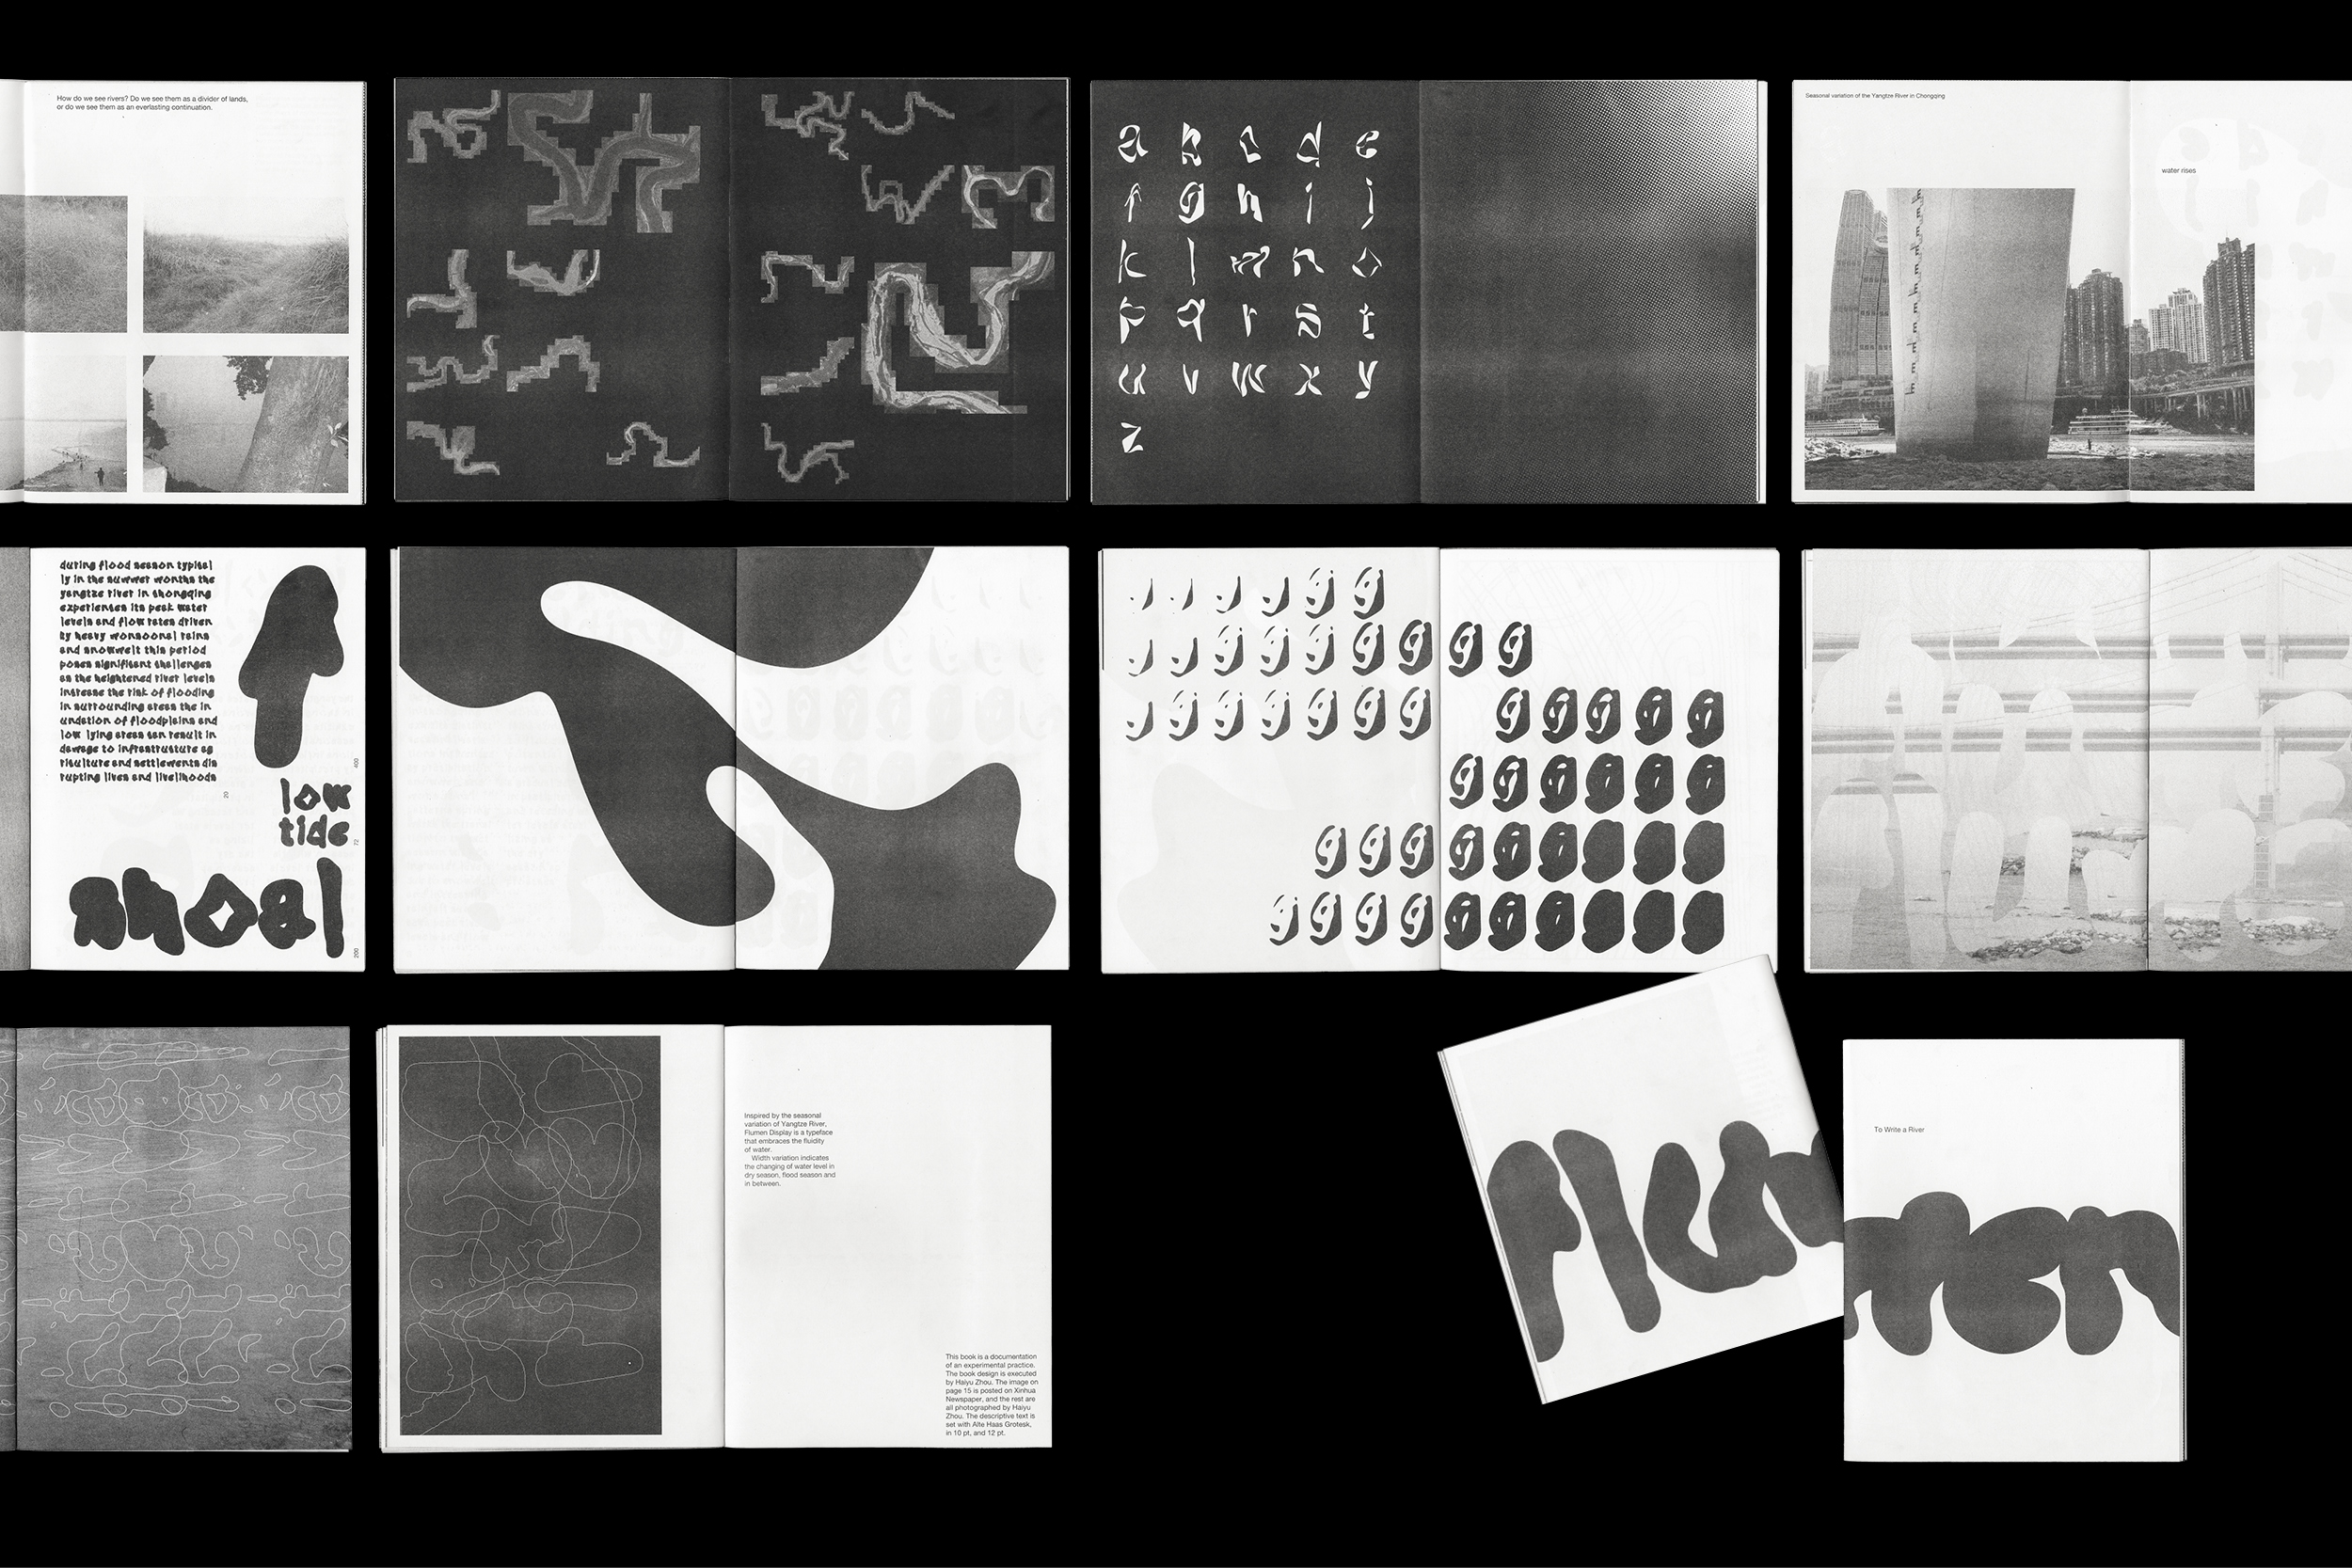 How do we see rivers? Do we see them as a divider of lands,
or do we see them as an everlasting continuation.
a b c d e
f g h i j
k l m n o
p q r s t
u v w x y
z
Seasonal variation of the Yangtze River in Chongqing
water rises
during flood season typical
ly in the summer months the
yangtze river in chongqing
experiences its peak water
levels and flow rates driven
by heavy monsoonal rains
and snowmelt this period
poses significant challenges
as the heightened river levels
increase the risk of flooding
in surrounding areas the in
undation of floodplains and
low lying areas can result in
damage to infrastructure ag
riculture and settlements dis
rupting lives and livelihoods
20
400
low
tide
72
shoal
200
Inspired by the seasonal
variation of Yangtze River,
Flumen Display is a typeface
that embraces the fluidity
of water.
Width variation indicates
the changing of water level in
dry season, flood season and
in between.
This book is a documentation
of an experimental practice.
The book design is executed
by Haiyu Zhou. The image on
page 15 is posted on Xinhua
Newspaper, and the rest are
all photographed by Haiyu
Zhou. The descriptive text is
set with Alte Haas Grotesk,
in 10 pt, and 12 pt.
To Write a River
flumen